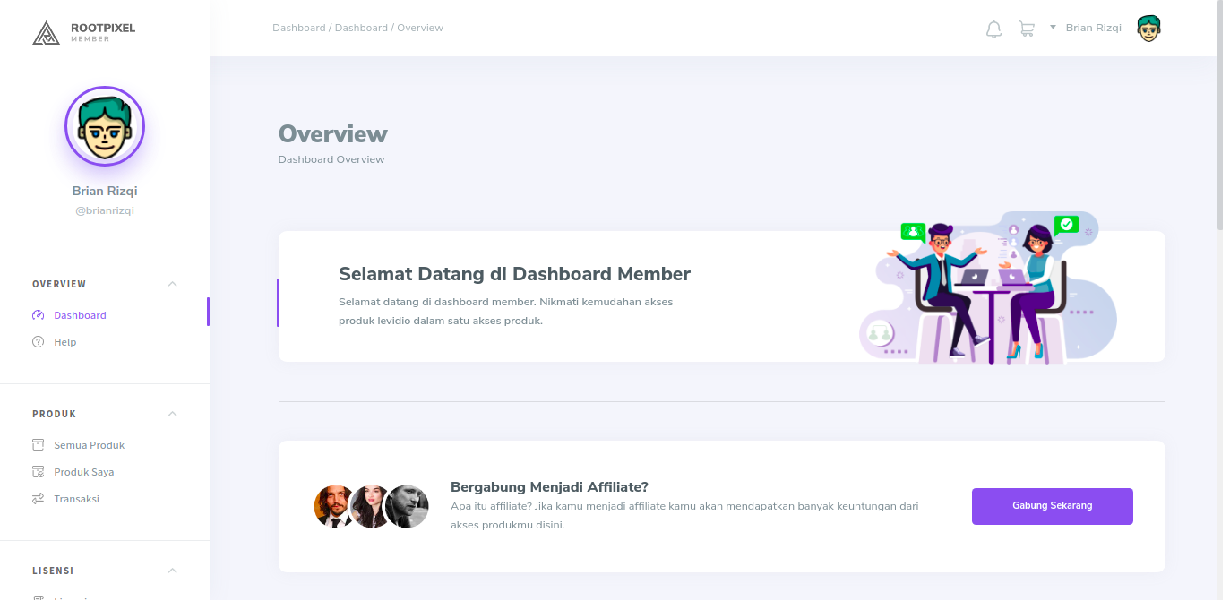 ROOTPIXEL
MEMBER
Dashboard / Dashboard / Overview
Brian Rizqi
Brian Rizqi
@brianrizqi
OVERVIEW
Dashboard
Help
PRODUK
Semua Produk
Produk Saya
Transaksi
LISENSI
Overview
Dashboard Overview
Selamat Datang di Dashboard Member
Selamat datang di dashboard member. Nikmati kemudahan akses
produk levidio dalam satu akses produk.
Bergabung Menjadi Affiliate?
Apa itu affiliate? Jika kamu menjadi affiliate kamu akan mendapatkan banyak keuntungan dari
akses produkmu disini.
Gabung Sekarang